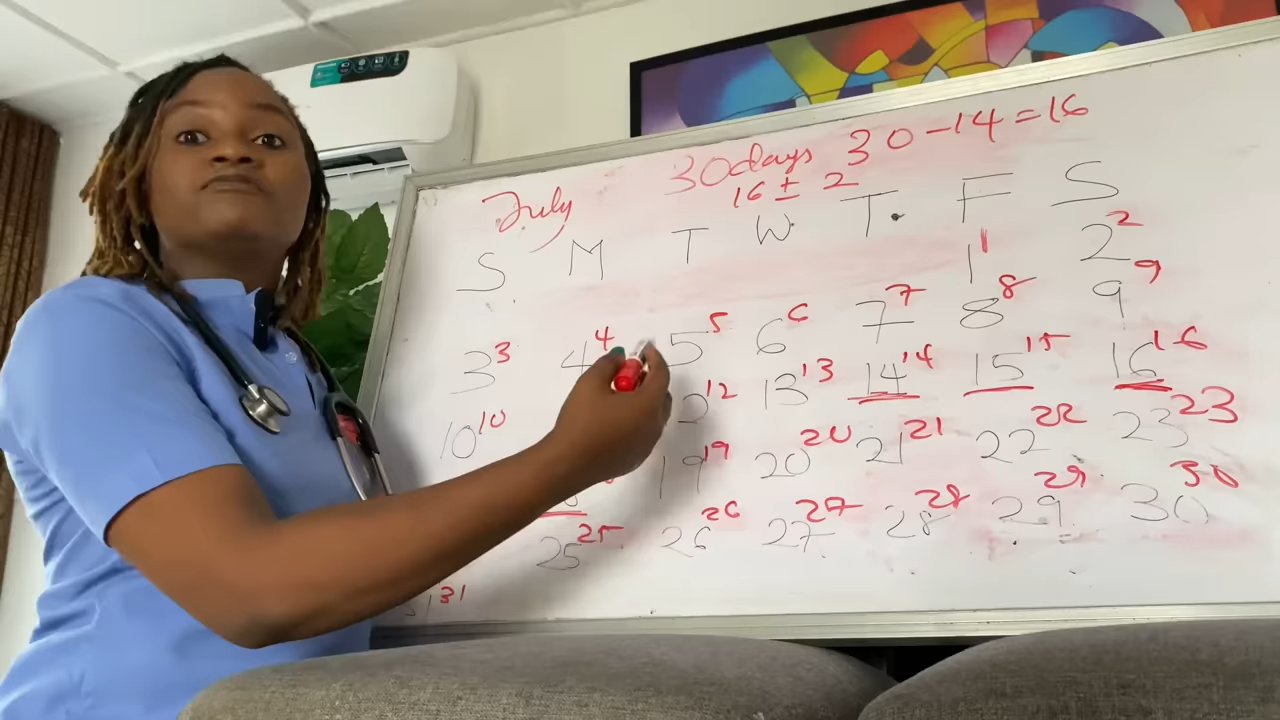 July 30days 30-14=16
16 ± 2
S M T W T F S
1 1 2 2
3 3 4 4 5 5 6 6 7 7 8 8 9 9
10 10 12 13 13 14 14 15 15 16 16
19 19 20 20 21 21 22 22 23 23
25 25 26 26 27 27 28 28 29 29 30 30
31